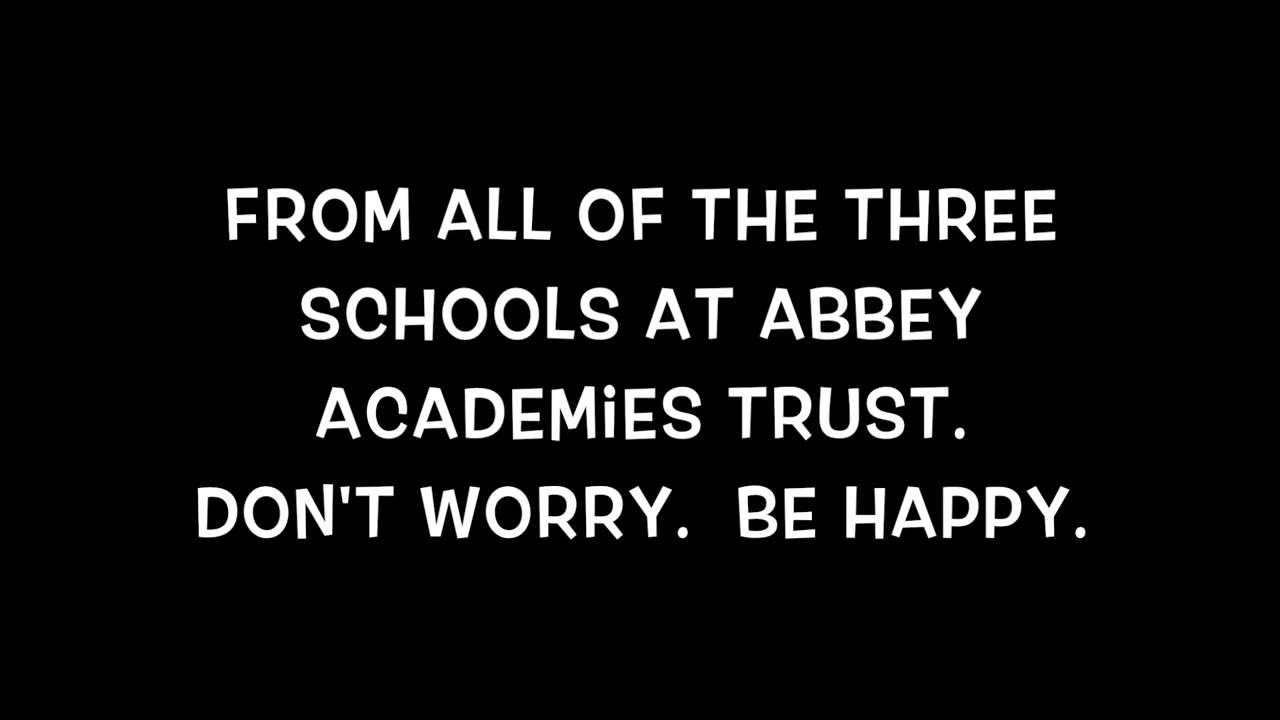 FROM ALL OF THE THREE
SCHOOLS AT ABBEY
ACADEMiES TRUST.
DON'T WORRY.  BE HAPPY.